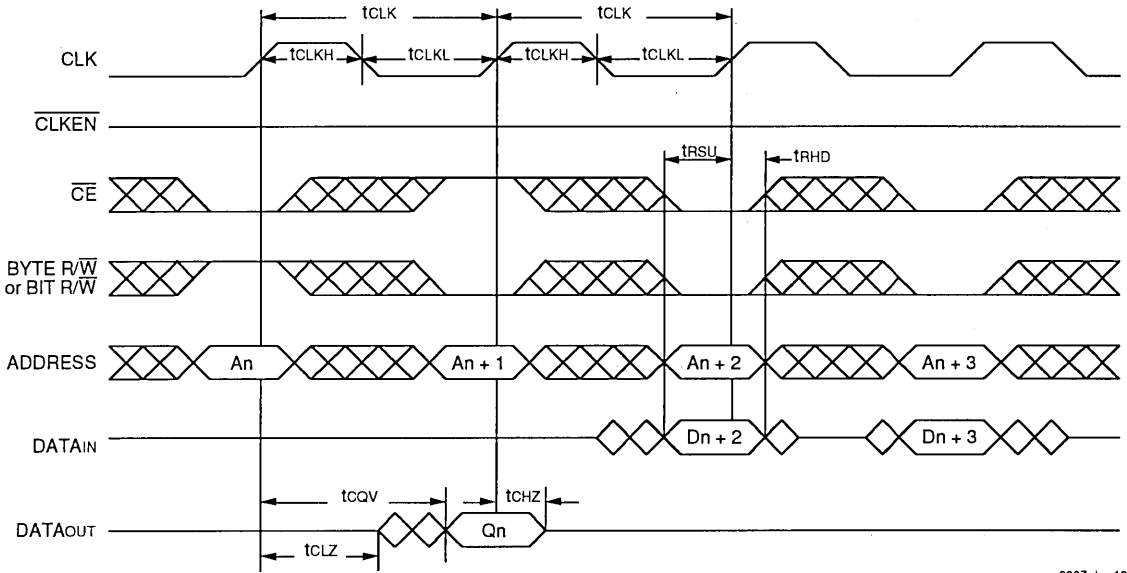 tCLK tCLK
CLK tCLKH tCLKL tCLKH tCLKL
CLKEN
tRSU tRHD
CE
BYTE R/W
or BIT R/W
ADDRESS An An + 1 An + 2 An + 3
DATAIN Dn + 2 Dn + 3
tCQV tCHZ
DATAOUT Qn
tCLZ